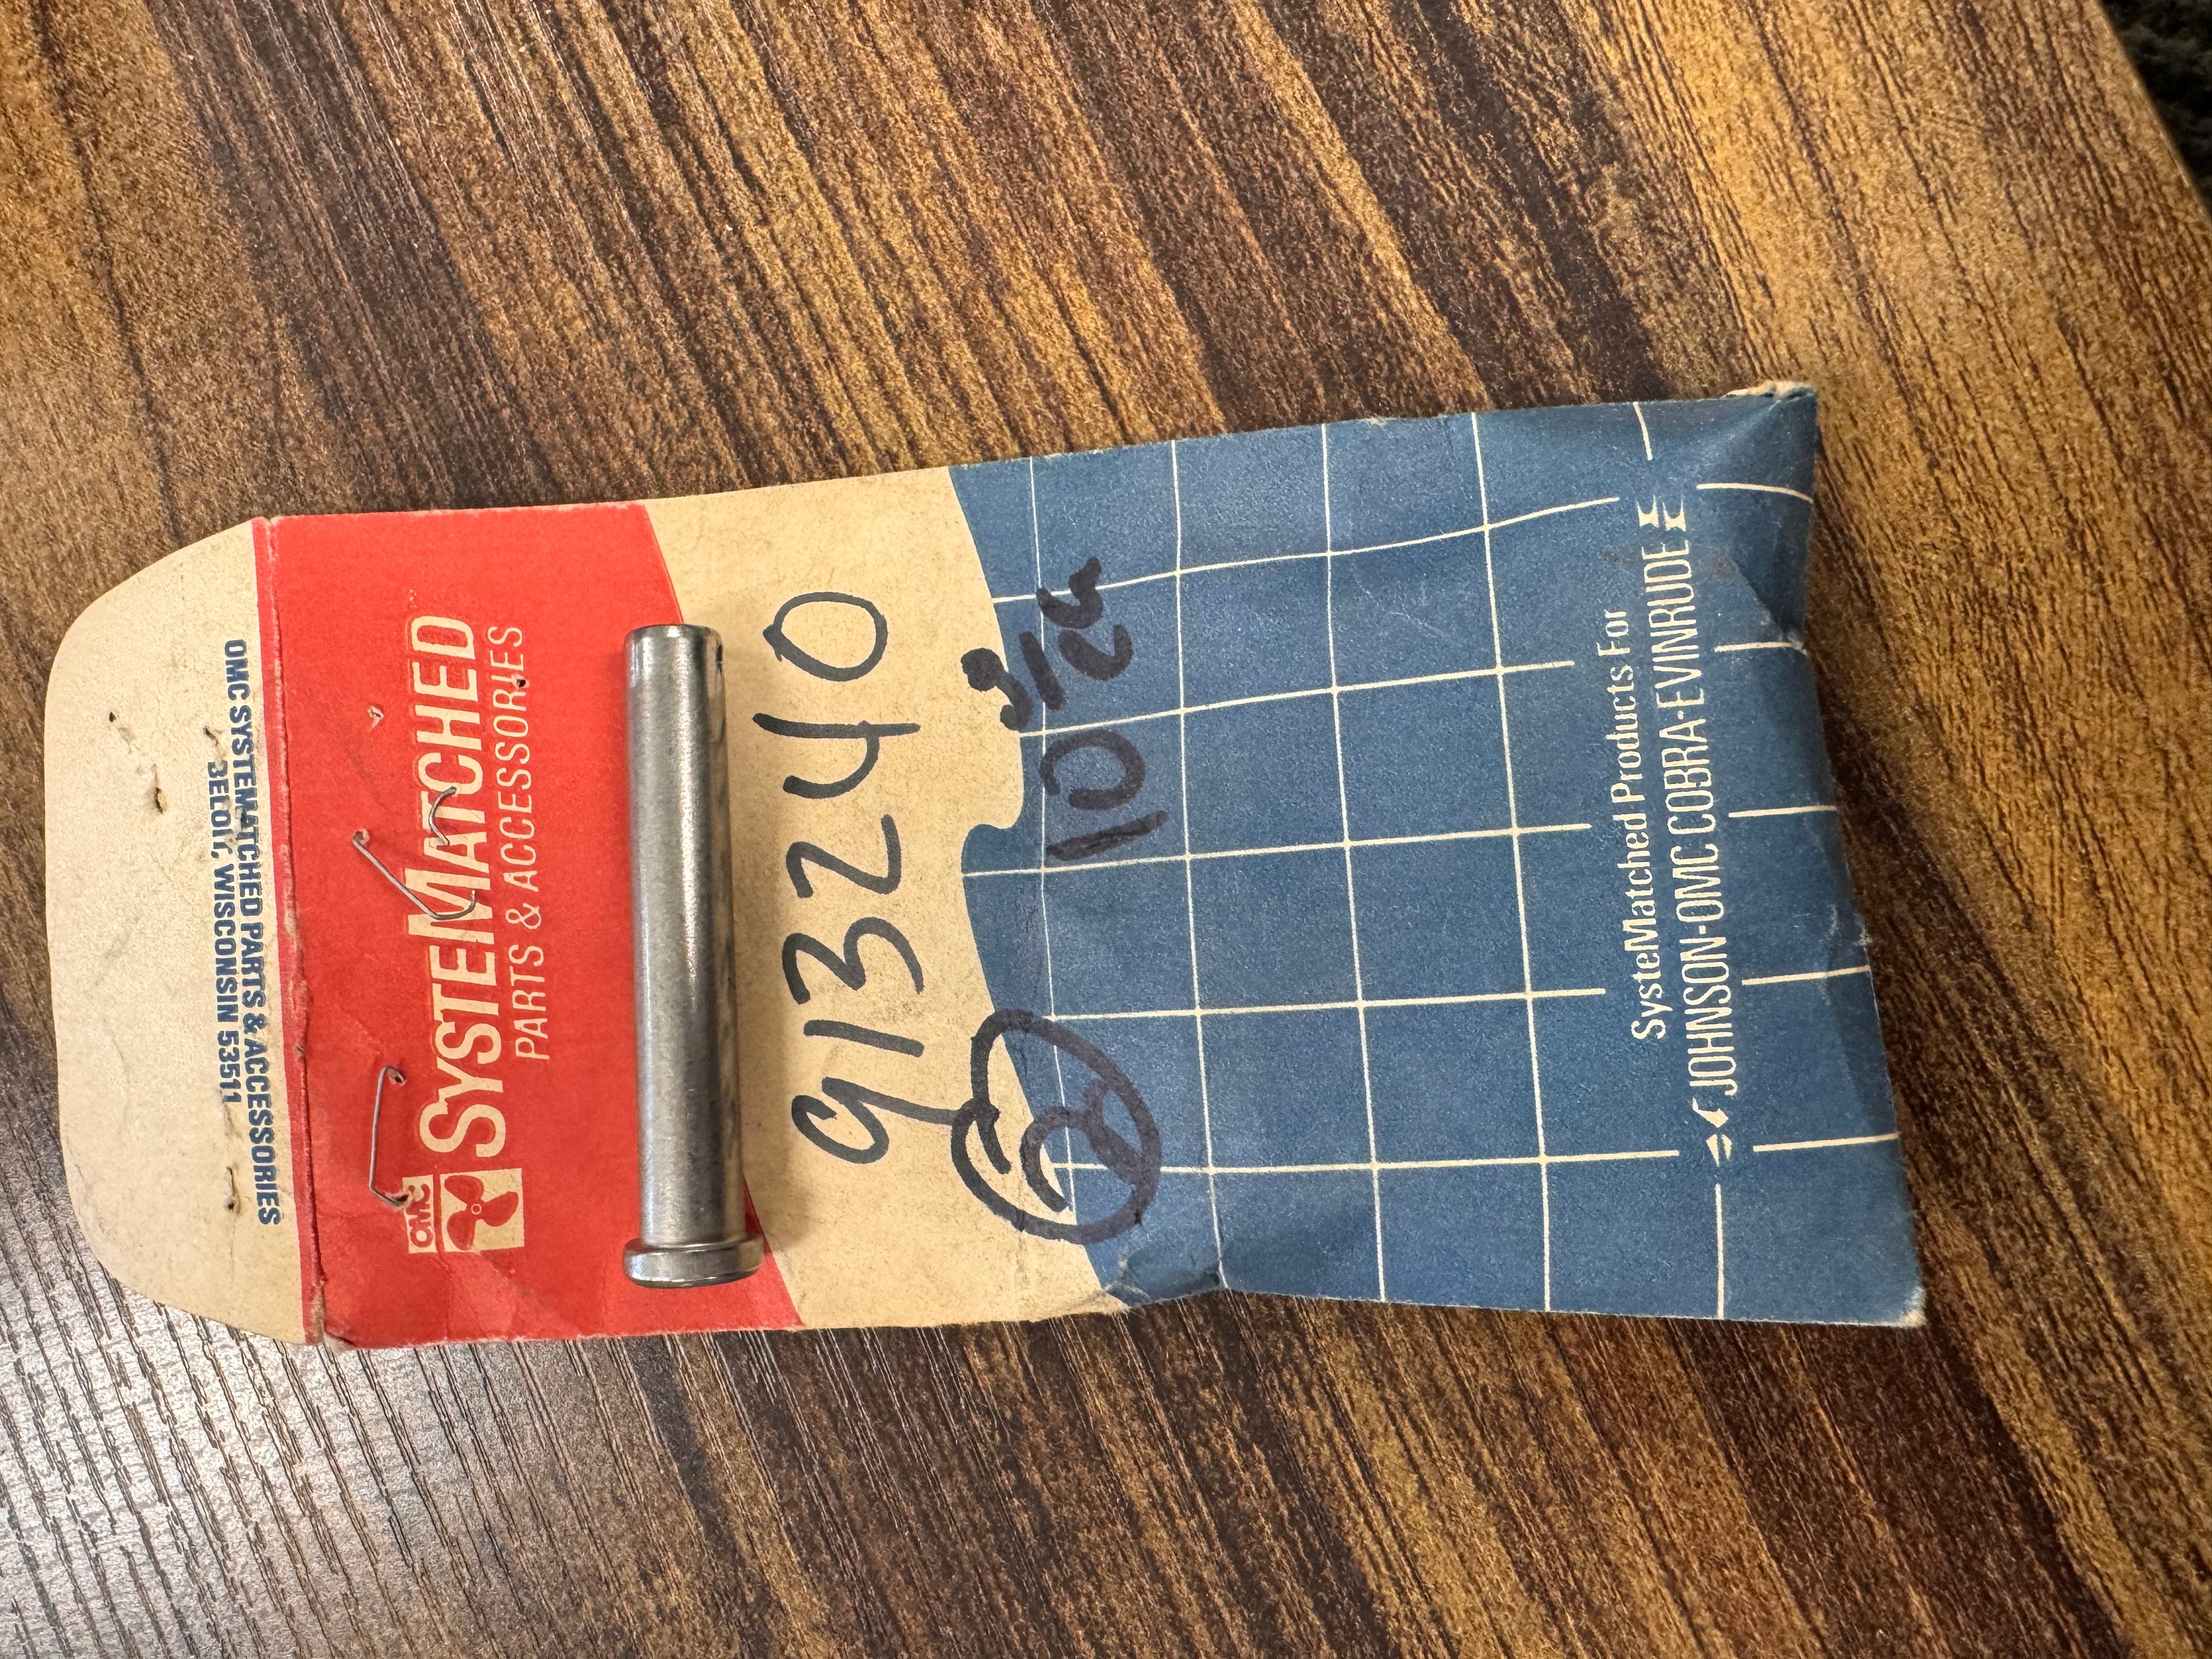 OMC SYSTEMATCHED PARTS & ACCESSORIES
BELOIT, WISCONSIN 53511
OMC
SYSTEMATCHED
PARTS & ACCESSORIES
913240
2
SysteMatched Products For
JOHNSON-OMC COBRA-EVINRUDE